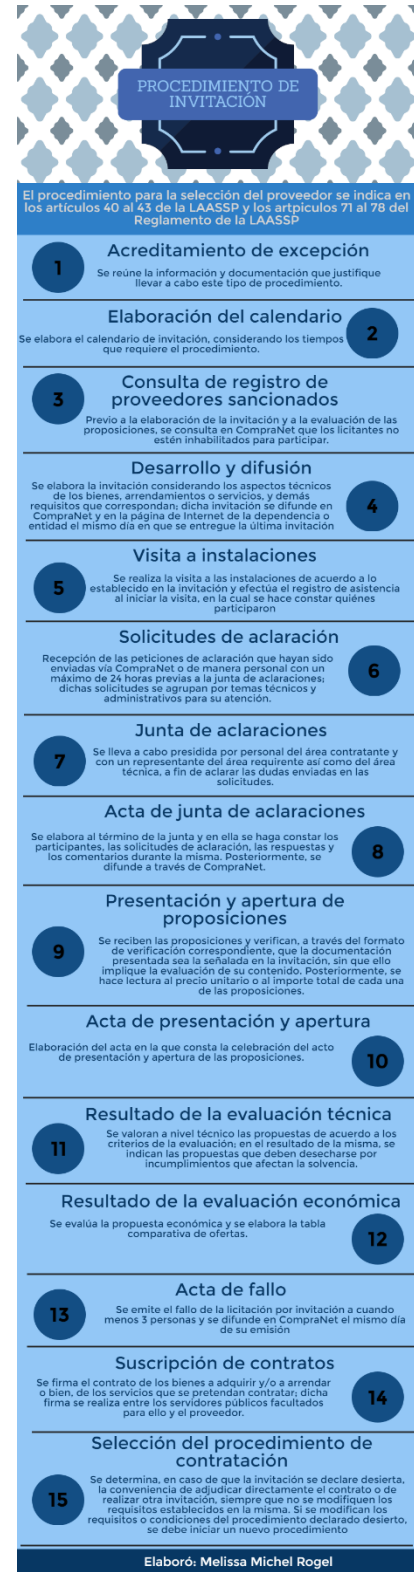 PROCEDIMIENTO DE
INVITACIÓN
El procedimiento para la selección del proveedor se indica en
los artículos 40 al 43 de la LAASSP y los artpiculos 71 al 78 del
Reglamento de la LAASSP
Acreditamiento de excepción
1
Se reúne la información y documentación que justifique
llevar a cabo este tipo de procedimiento.
Elaboración del calendario
2
Se elabora el calendario de invitación, considerando los tiempos
que requiere el procedimiento.
Consulta de registro de
proveedores sancionados
3
Previo a la elaboración de la invitación y a la evaluación de las
proposiciones, se consulta en CompraNet que los licitantes no
estén inhabilitados para participar.
Desarrollo y difusión
Se elabora la invitación considerando los aspectos técnicos
de los bienes, arrendamientos o servicios, y demás
requisitos que correspondan; dicha invitación se difunde en
CompraNet y en la página de Internet de la dependencia o
entidad el mismo día en que se entregue la última invitación
4
Visita a instalaciones
5
Se realiza la visita a las instalaciones de acuerdo a lo
establecido en la invitación y efectúa el registro de asistencia
al iniciar la visita, en la cual se hace constar quiénes
participaron
Solicitudes de aclaración
Recepción de las peticiones de aclaración que hayan sido
enviadas vía CompraNet o de manera personal con un
máximo de 24 horas previas a la junta de aclaraciones;
dichas solicitudes se agrupan por temas técnicos y
administrativos para su atención.
6
Junta de aclaraciones
7
Se lleva a cabo presidida por personal del área contratante y
con un representante del área requirente así como del área
técnica, a fin de aclarar las dudas enviadas en las
solicitudes.
Acta de junta de aclaraciones
Se elabora al término de la junta y en ella se haga constar los
participantes, las solicitudes de aclaración, las respuestas y
los comentarios durante la misma. Posteriormente, se
difunde a través de CompraNet.
8
Presentación y apertura de
proposiciones
9
Se reciben las proposiciones y verifican, a través del formato
de verificación correspondiente, que la documentación
presentada sea la señalada en la invitación, sin que ello
implique la evaluación de su contenido. Posteriormente, se
hace lectura al precio unitario o al importe total de cada una
de las proposiciones.
Acta de presentación y apertura
Elaboración del acta en la que consta la celebración del acto
de presentación y apertura de las proposiciones.
10
Resultado de la evaluación técnica
11
Se valoran a nivel técnico las propuestas de acuerdo a los
criterios de la evaluación; en el resultado de la misma, se
indican las propuestas que deben desecharse por
incumplimientos que afectan la solvencia.
Resultado de la evaluación económica
Se evalúa la propuesta económica y se elabora la tabla
comparativa de ofertas.
12
Acta de fallo
13
Se emite el fallo de la licitación por invitación a cuando
menos 3 personas y se difunde en CompraNet el mismo día
de su emisión
Suscripción de contratos
Se firma el contrato de los bienes a adquirir y/o a arrendar
o bien, de los servicios que se pretendan contratar; dicha
firma se realiza entre los servidores públicos facultados
para ello y el proveedor.
14
Selección del procedimiento de
contratación
15
Se determina, en caso de que la invitación se declare desierta,
la conveniencia de adjudicar directamente el contrato o de
realizar otra invitación, siempre que no se modifiquen los
requisitos establecidos en la misma. Si se modifican los
requisitos o condiciones del procedimiento declarado desierto,
se debe iniciar un nuevo procedimiento
Elaboró: Melissa Michel Rogel